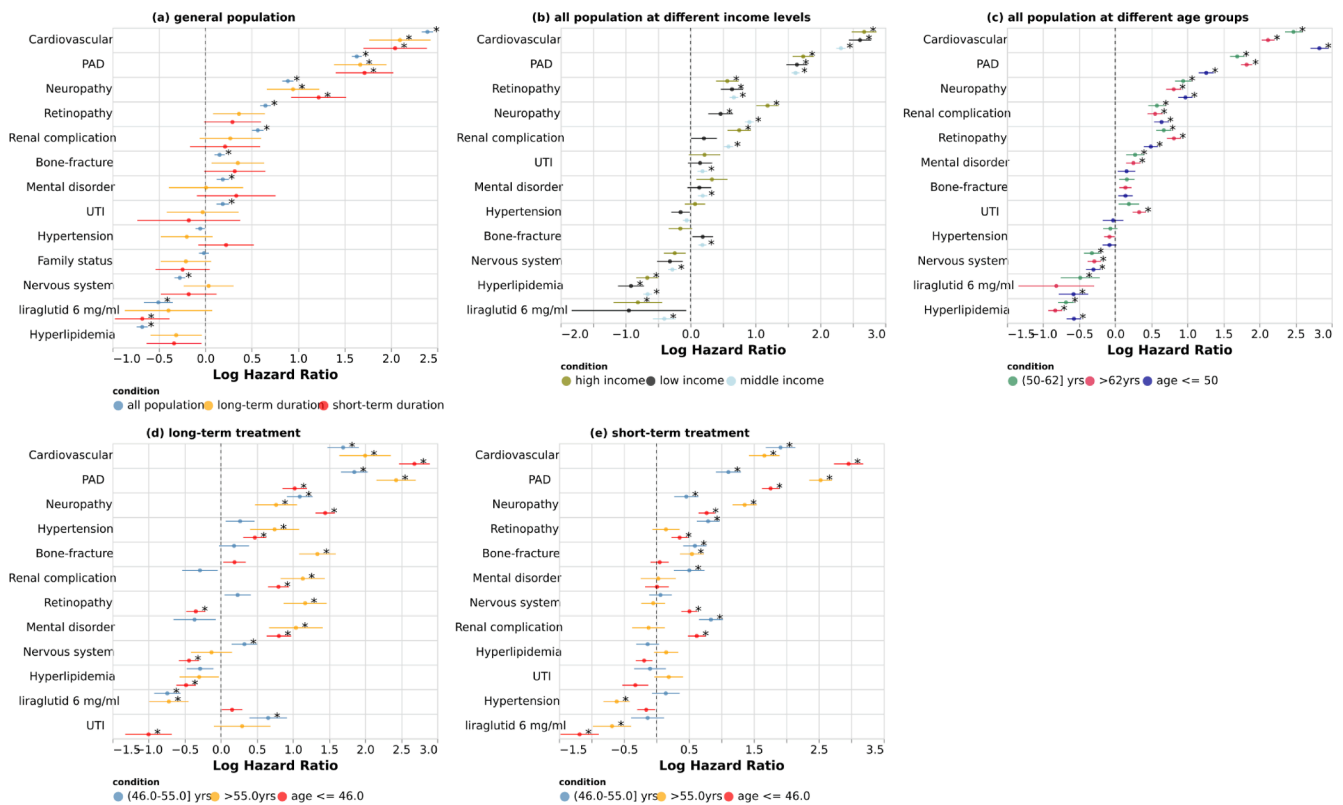 (a) general population
Cardiovascular
PAD
Neuropathy
Retinopathy
Renal complication
Bone-fracture
Mental disorder
UTI
Hypertension
Family status
Nervous system
liraglutid 6 mg/ml
Hyperlipidemia
−1.0 −0.5 0.0 0.5 1.0 1.5 2.0 2.5
Log Hazard Ratio
condition
all population long-term duration short-term duration
(b) all population at different income levels
Cardiovascular
PAD
Retinopathy
Neuropathy
Renal complication
UTI
Mental disorder
Hypertension
Bone-fracture
Nervous system
Hyperlipidemia
liraglutid 6 mg/ml
−2.0 −1.0 0.0 1.0 2.0 3.0
Log Hazard Ratio
condition
high income low income middle income
(c) all population at different age groups
Cardiovascular
PAD
Neuropathy
Renal complication
Retinopathy
Mental disorder
Bone-fracture
UTI
Hypertension
Nervous system
liraglutid 6 mg/ml
Hyperlipidemia
−1.5 −1.0 −0.5 0.0 0.5 1.0 1.5 2.0 2.5 3.0
Log Hazard Ratio
condition
(50-62] yrs >62yrs age <= 50
(d) long-term treatment
Cardiovascular
PAD
Neuropathy
Hypertension
Bone-fracture
Renal complication
Retinopathy
Mental disorder
Nervous system
Hyperlipidemia
liraglutid 6 mg/ml
UTI
−1.5 −1.0 −0.5 0.0 0.5 1.0 1.5 2.0 2.5 3.0
Log Hazard Ratio
condition
(46.0-55.0] yrs >55.0yrs age <= 46.0
(e) short-term treatment
Cardiovascular
PAD
Neuropathy
Retinopathy
Bone-fracture
Mental disorder
Nervous system
Renal complication
Hyperlipidemia
UTI
Hypertension
liraglutid 6 mg/ml
−1.5 −0.5 0.5 1.5 2.5 3.5
Log Hazard Ratio
condition
(46.0-55.0] yrs >55.0yrs age <= 46.0